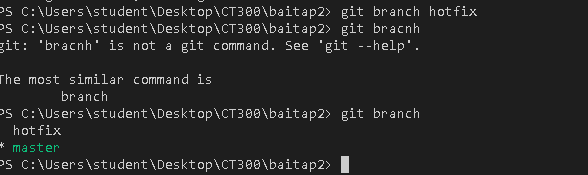 PS C:\Users\student\Desktop\CT300\baitap2> git branch hotfix
PS C:\Users\student\Desktop\CT300\baitap2> git bracnh
git: 'bracnh' is not a git command. See 'git --help'.
The most similar command is
branch
PS C:\Users\student\Desktop\CT300\baitap2> git branch
hotfix
* master
PS C:\Users\student\Desktop\CT300\baitap2>